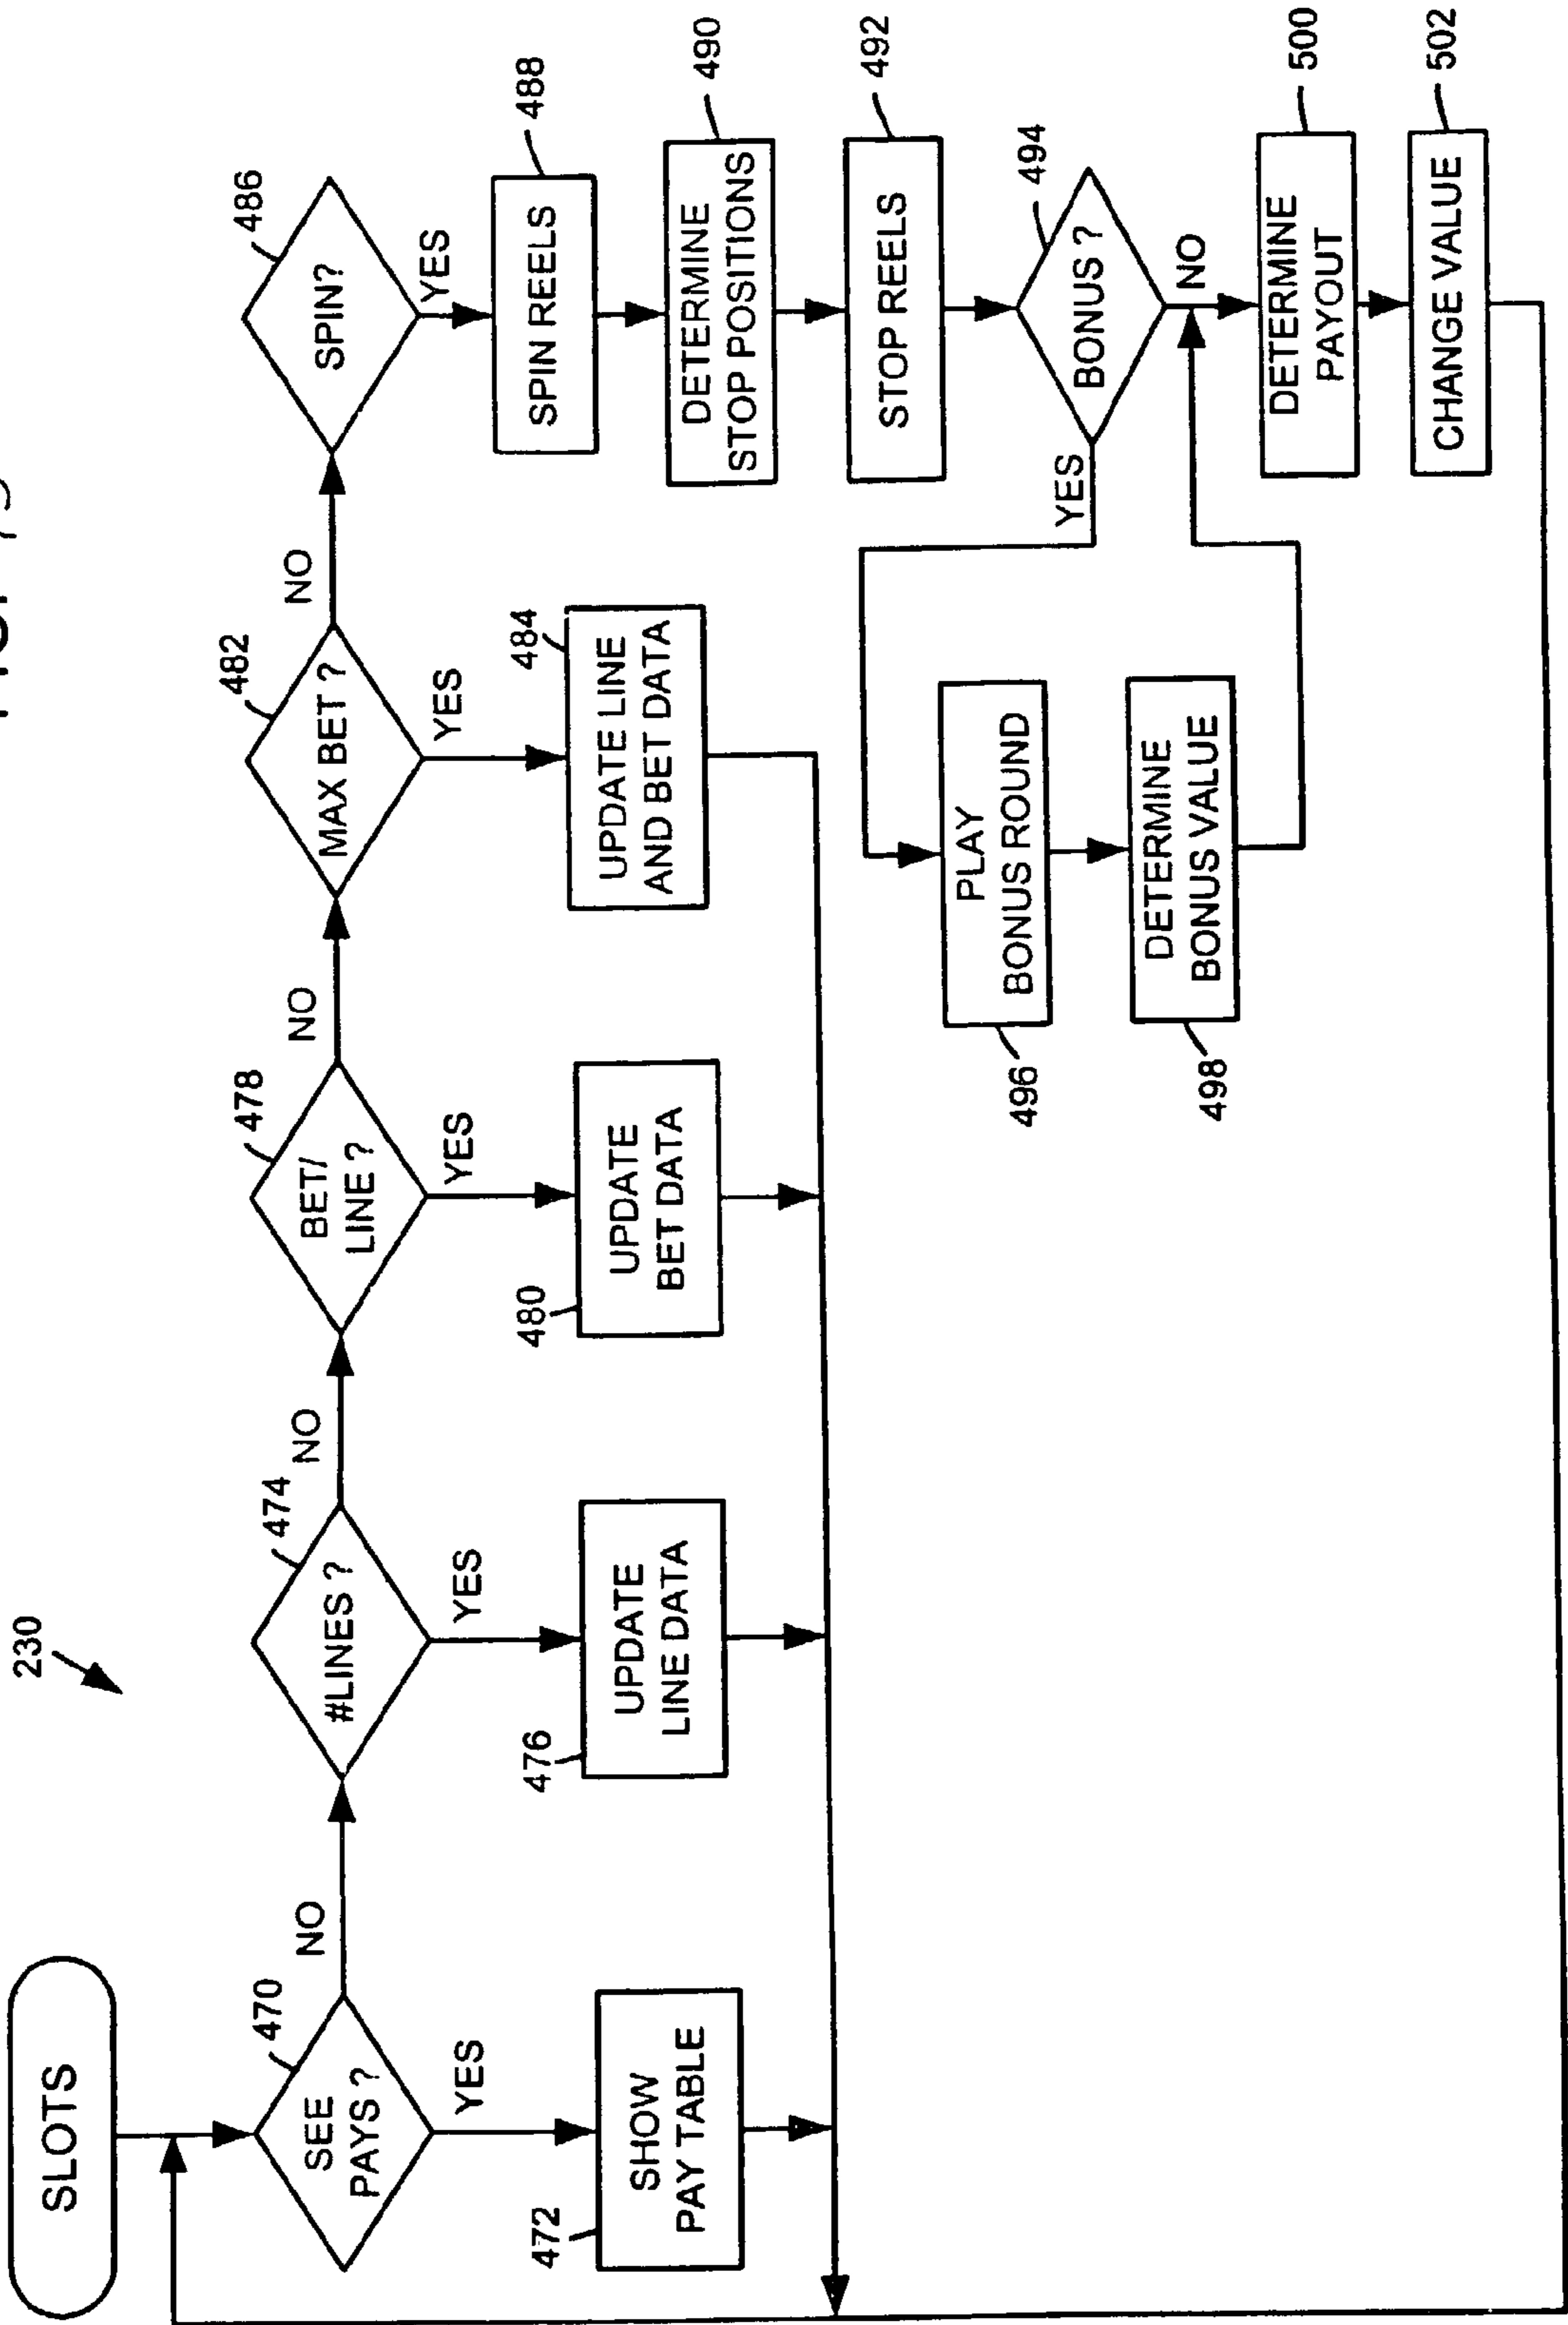 230
SLOTS
470
SEE
PAYS ?
NO
YES
472
SHOW
PAY TABLE
474
#LINES ?
NO
YES
476
UPDATE
LINE DATA
478
BET/
LINE ?
NO
YES
480
UPDATE
BET DATA
482
MAX BET ?
NO
YES
484
UPDATE LINE
AND BET DATA
486
SPIN?
YES
488
SPIN REELS
490
DETERMINE
STOP POSITIONS
492
STOP REELS
494
BONUS ?
YES
NO
496
PLAY
BONUS ROUND
498
DETERMINE
BONUS VALUE
500
DETERMINE
PAYOUT
502
CHANGE VALUE